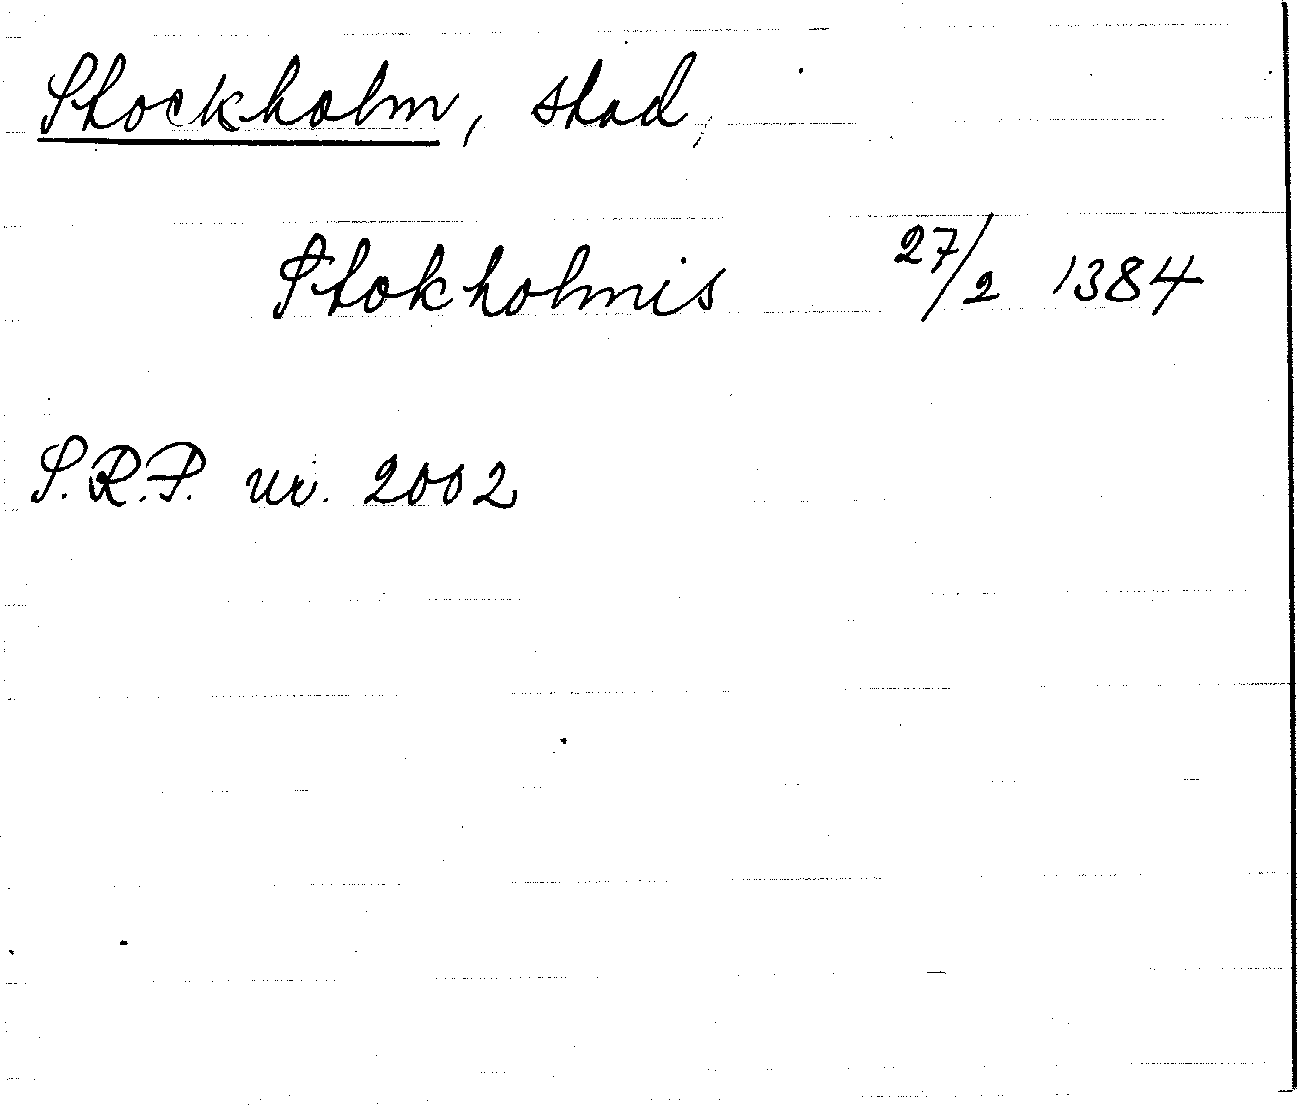 Stockholm, stad,
Stokholmis 27/2 1384
S.R.P. nr. 2002